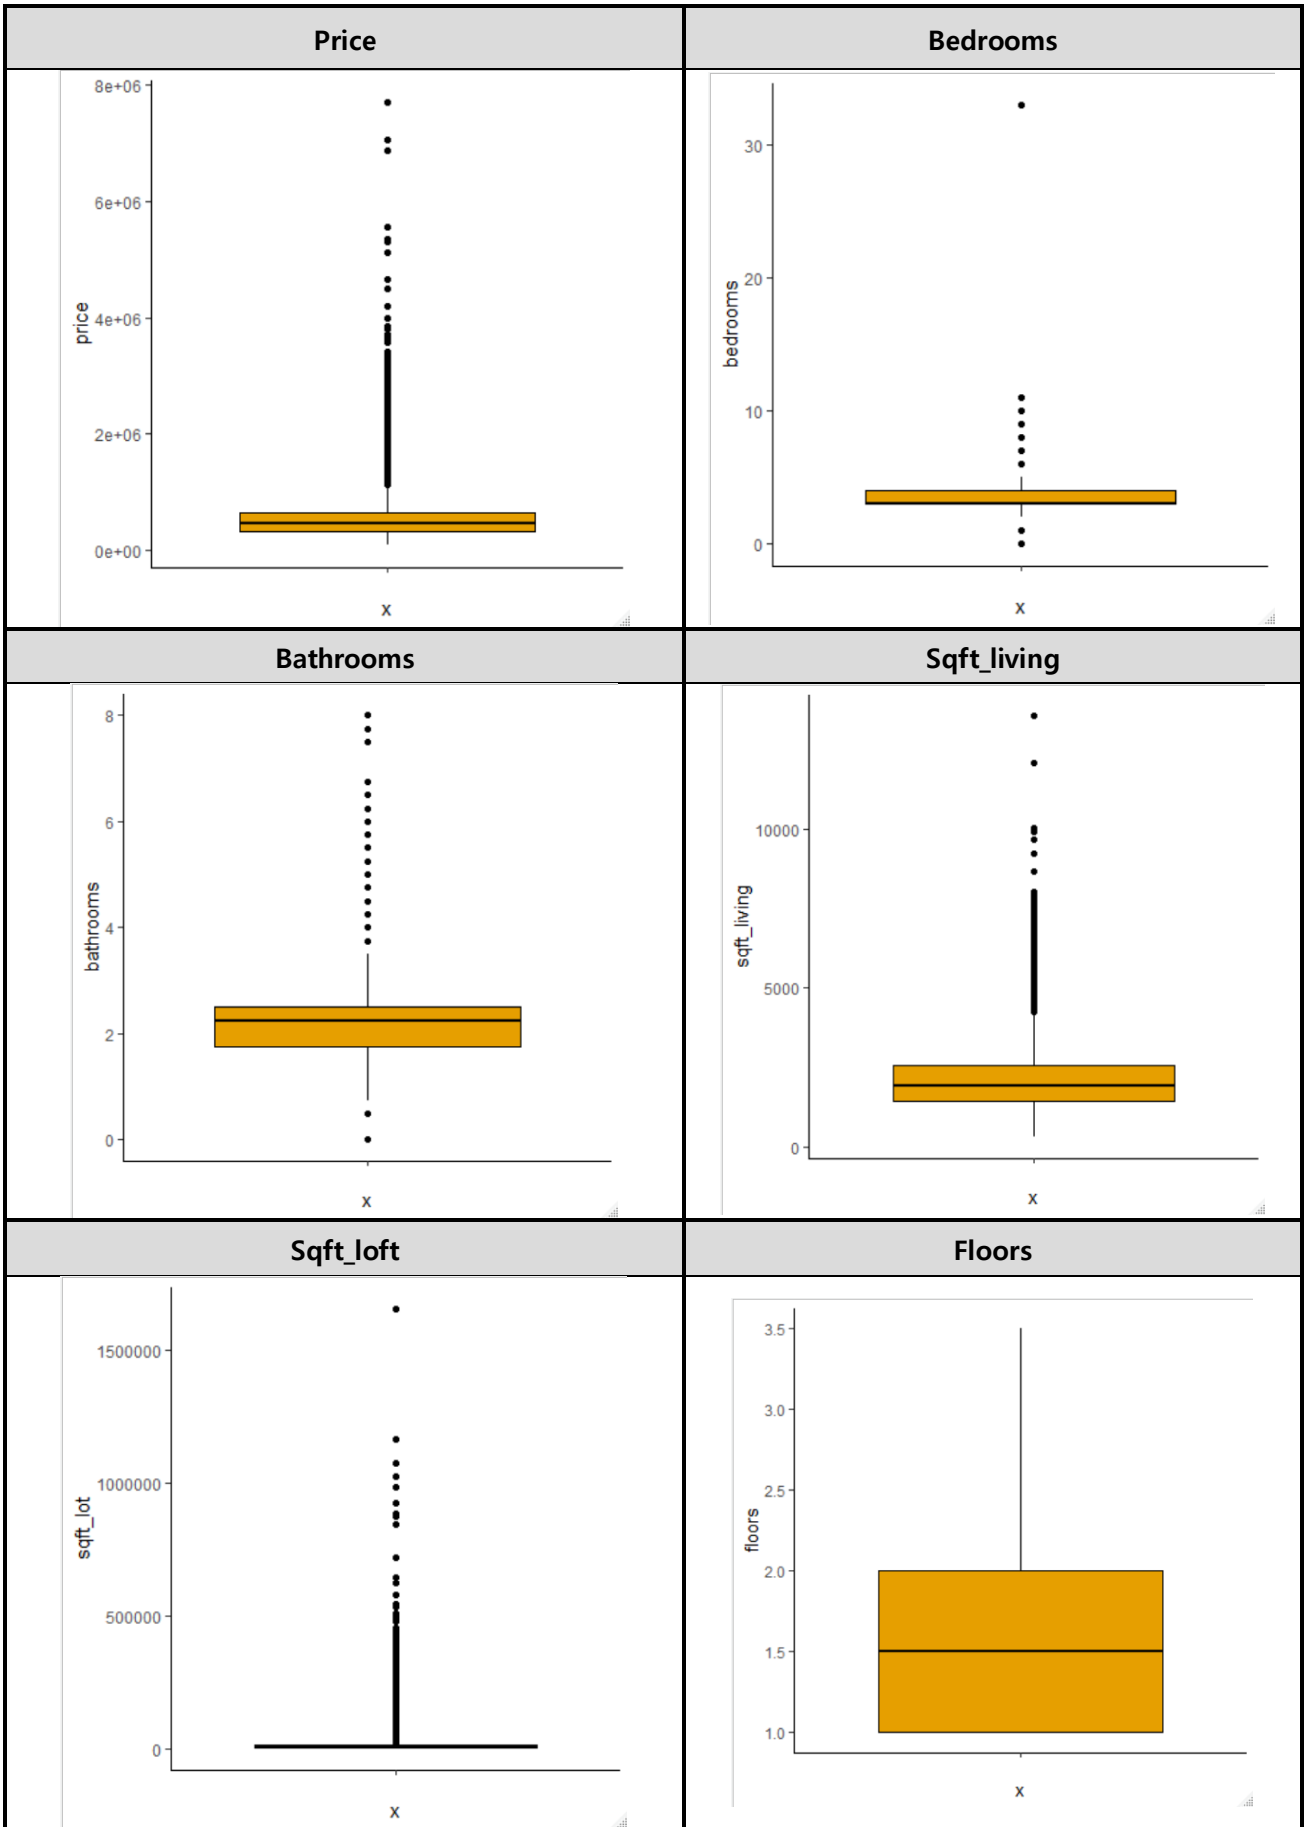 Price
Bedrooms
8e+06
6e+06
4e+06
2e+06
0e+00
price
x
30
20
10
0
bedrooms
x
Bathrooms
Sqft_living
8
6
4
2
0
bathrooms
x
10000
5000
0
sqft_living
x
Sqft_loft
Floors
1500000
1000000
500000
0
sqft_lot
x
3.5
3.0
2.5
2.0
1.5
1.0
floors
x